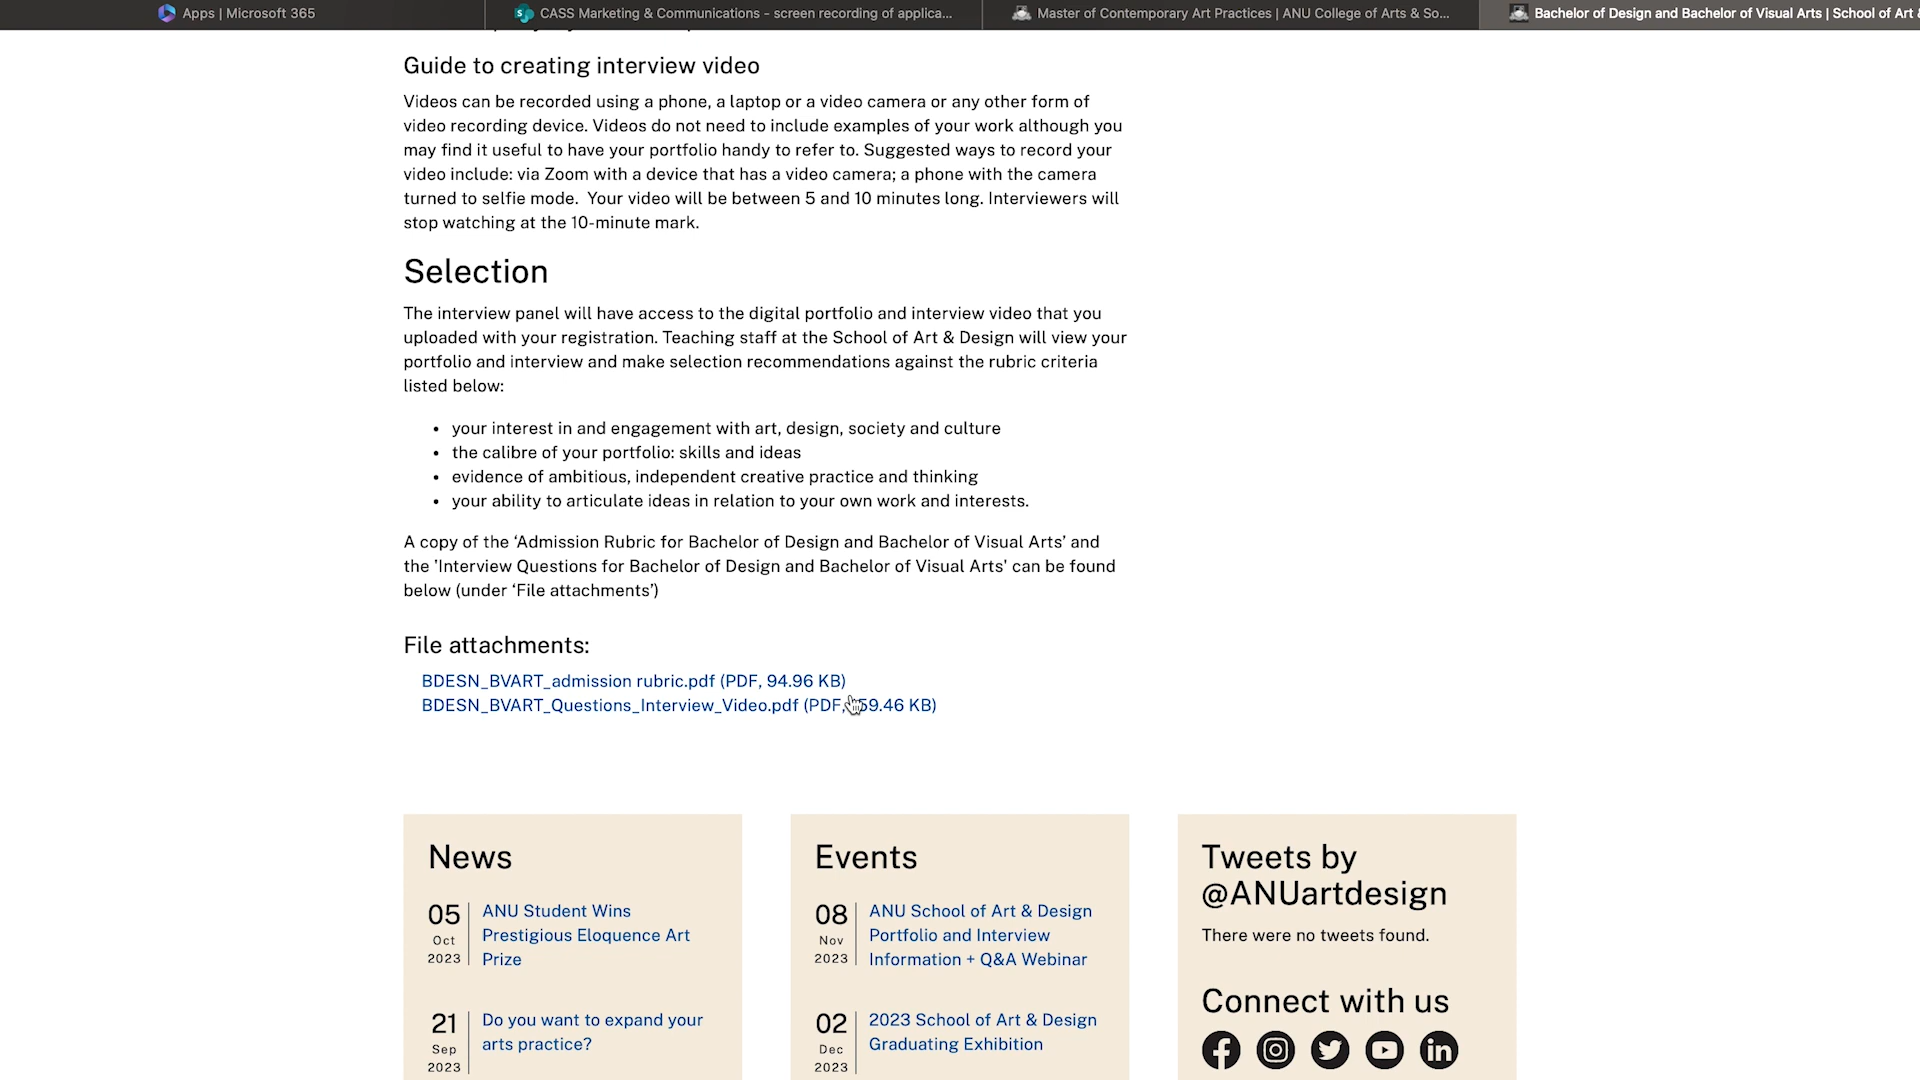 Apps | Microsoft 365
CASS Marketing & Communications - screen recording of applica...
Master of Contemporary Art Practices | ANU College of Arts & So...
Bachelor of Design and Bachelor of Visual Arts | School of Art &
Guide to creating interview video
Videos can be recorded using a phone, a laptop or a video camera or any other form of
video recording device. Videos do not need to include examples of your work although you
may find it useful to have your portfolio handy to refer to. Suggested ways to record your
video include: via Zoom with a device that has a video camera; a phone with the camera
turned to selfie mode.  Your video will be between 5 and 10 minutes long. Interviewers will
stop watching at the 10-minute mark.
Selection
The interview panel will have access to the digital portfolio and interview video that you
uploaded with your registration. Teaching staff at the School of Art & Design will view your
portfolio and interview and make selection recommendations against the rubric criteria
listed below:
• your interest in and engagement with art, design, society and culture
• the calibre of your portfolio: skills and ideas
• evidence of ambitious, independent creative practice and thinking
• your ability to articulate ideas in relation to your own work and interests.
A copy of the ‘Admission Rubric for Bachelor of Design and Bachelor of Visual Arts’ and
the 'Interview Questions for Bachelor of Design and Bachelor of Visual Arts' can be found
below (under ‘File attachments’)
File attachments:
BDESN_BVART_admission rubric.pdf (PDF, 94.96 KB)
BDESN_BVART_Questions_Interview_Video.pdf (PDF, 59.46 KB)
News
05
Oct
2023
ANU Student Wins
Prestigious Eloquence Art
Prize
21
Sep
2023
Do you want to expand your
arts practice?
Events
08
Nov
2023
ANU School of Art & Design
Portfolio and Interview
Information + Q&A Webinar
02
Dec
2023
2023 School of Art & Design
Graduating Exhibition
Tweets by
@ANUartdesign
There were no tweets found.
Connect with us